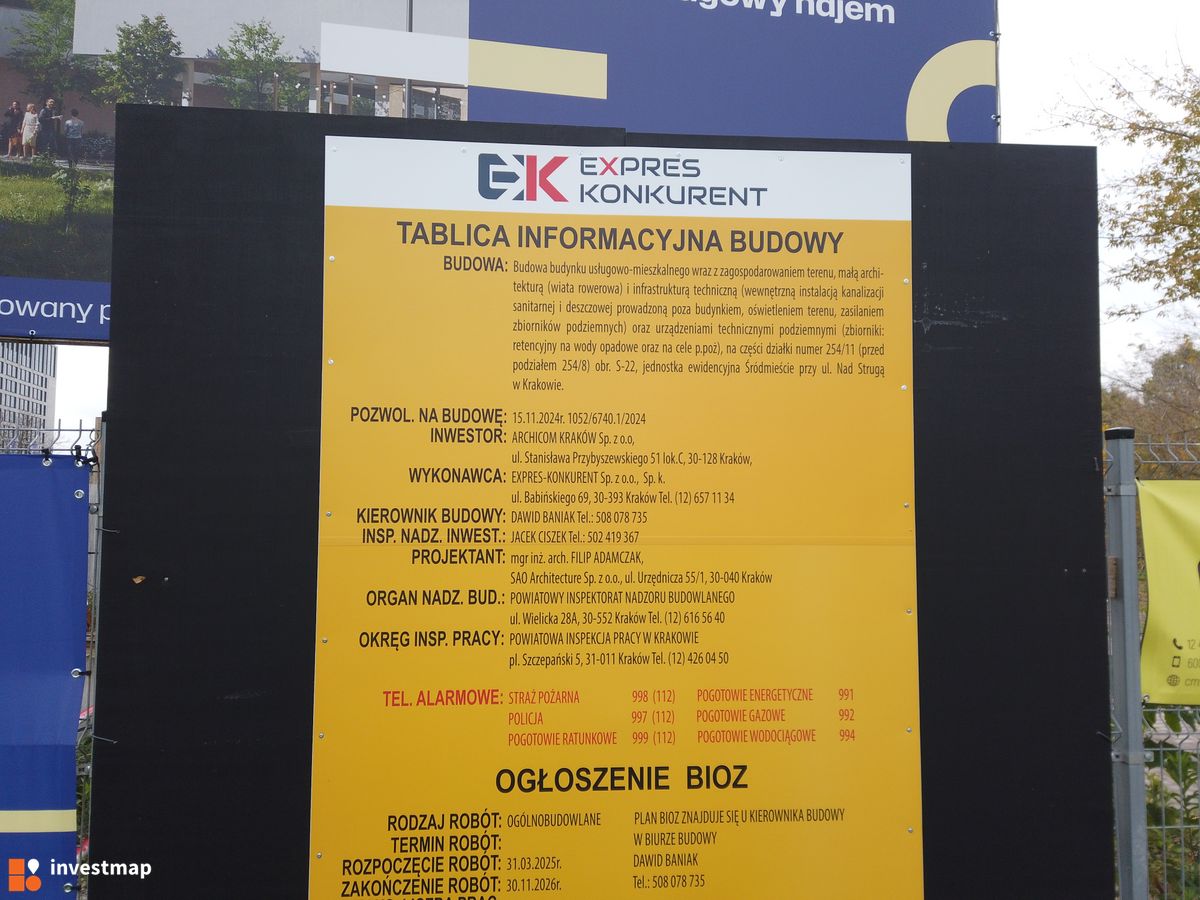 ugowy najem
owany p
EK EXPRES
KONKURENT
TABLICA INFORMACYJNA BUDOWY
BUDOWA: Budowa budynku usługowo-mieszkalnego wraz z zagospodarowaniem terenu, małą archi-
tekturą (wiata rowerowa) i infrastrukturą techniczną (wewnętrzną instalacją kanalizacji
sanitarnej i deszczowej prowadzoną poza budynkiem, oświetleniem terenu, zasilaniem
zbiorników podziemnych) oraz urządzeniami technicznymi podziemnymi (zbiorniki:
retencyjny na wody opadowe oraz na cele p.poż), na części działki numer 254/11 (przed
podziałem 254/8) obr. S-22, jednostka ewidencyjna Śródmieście przy ul. Nad Strugą
w Krakowie.
POZWOL. NA BUDOWĘ: 15.11.2024r. 1052/6740.1/2024
INWESTOR: ARCHICOM KRAKÓW Sp. z o.o,
ul. Stanisława Przybyszewskiego 51 lok.C, 30-128 Kraków,
WYKONAWCA: EXPRES-KONKURENT Sp. z o.o., Sp. k.
ul. Babińskiego 69, 30-393 Kraków Tel. (12) 657 11 34
KIEROWNIK BUDOWY: DAWID BANIAK Tel.: 508 078 735
INSP. NADZ. INWEST.: JACEK CISZEK Tel.: 502 419 367
PROJEKTANT: mgr inż. arch. FILIP ADAMCZAK,
SAO Architecture Sp. z o.o., ul. Urzędnicza 55/1, 30-040 Kraków
ORGAN NADZ. BUD.: POWIATOWY INSPEKTORAT NADZORU BUDOWLANEGO
ul. Wielicka 28A, 30-552 Kraków Tel. (12) 616 56 40
OKRĘG INSP. PRACY: POWIATOWA INSPEKCJA PRACY W KRAKOWIE
pl. Szczepański 5, 31-011 Kraków Tel. (12) 426 04 50
TEL. ALARMOWE: STRAŻ POŻARNA 998 (112) POGOTOWIE ENERGETYCZNE 991
POLICJA 997 (112) POGOTOWIE GAZOWE 992
POGOTOWIE RATUNKOWE 999 (112) POGOTOWIE WODOCIĄGOWE 994
OGŁOSZENIE BIOZ
RODZAJ ROBÓT: OGÓLNOBUDOWLANE PLAN BIOZ ZNAJDUJE SIĘ U KIEROWNIKA BUDOWY
TERMIN ROBÓT: W BIURZE BUDOWY
ROZPOCZĘCIE ROBÓT: 31.03.2025r. DAWID BANIAK
ZAKOŃCZENIE ROBÓT: 30.11.2026r. Tel.: 508 078 735
12
600
cm
investmap